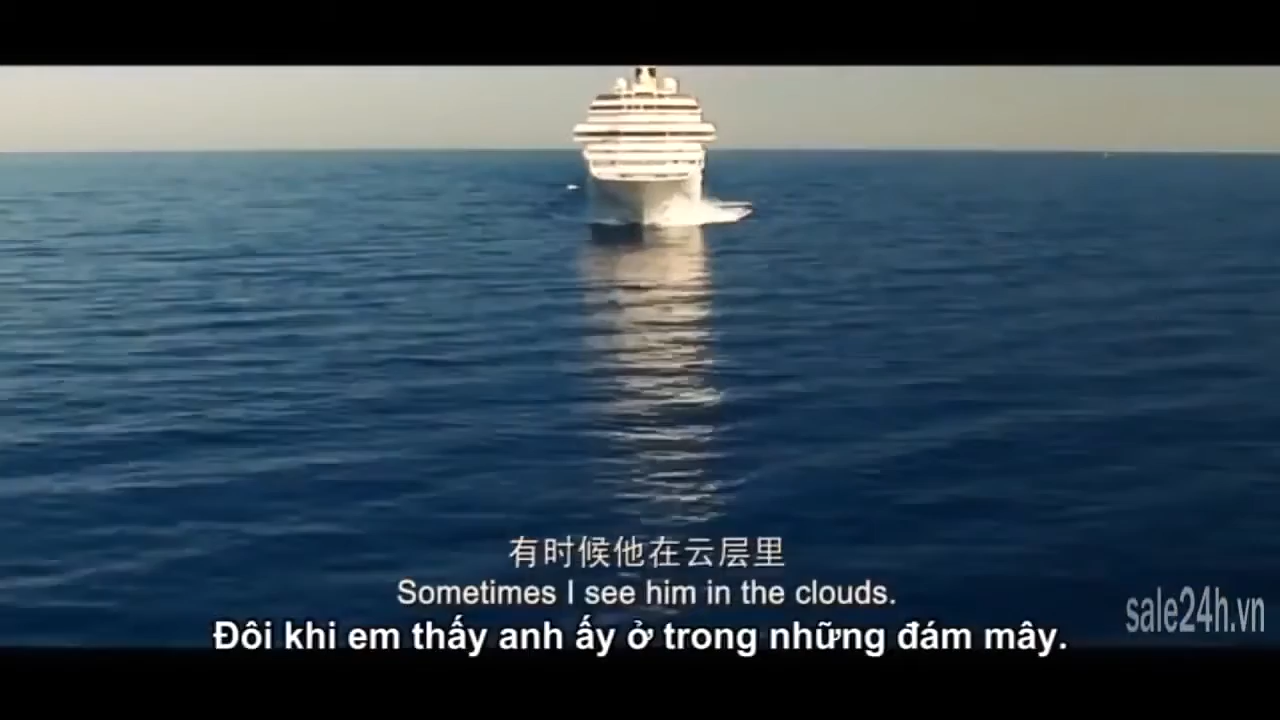 有时候他在云层里
Sometimes I see him in the clouds.
Đôi khi em thấy anh ấy ở trong những đám mây.
sale24h.vn